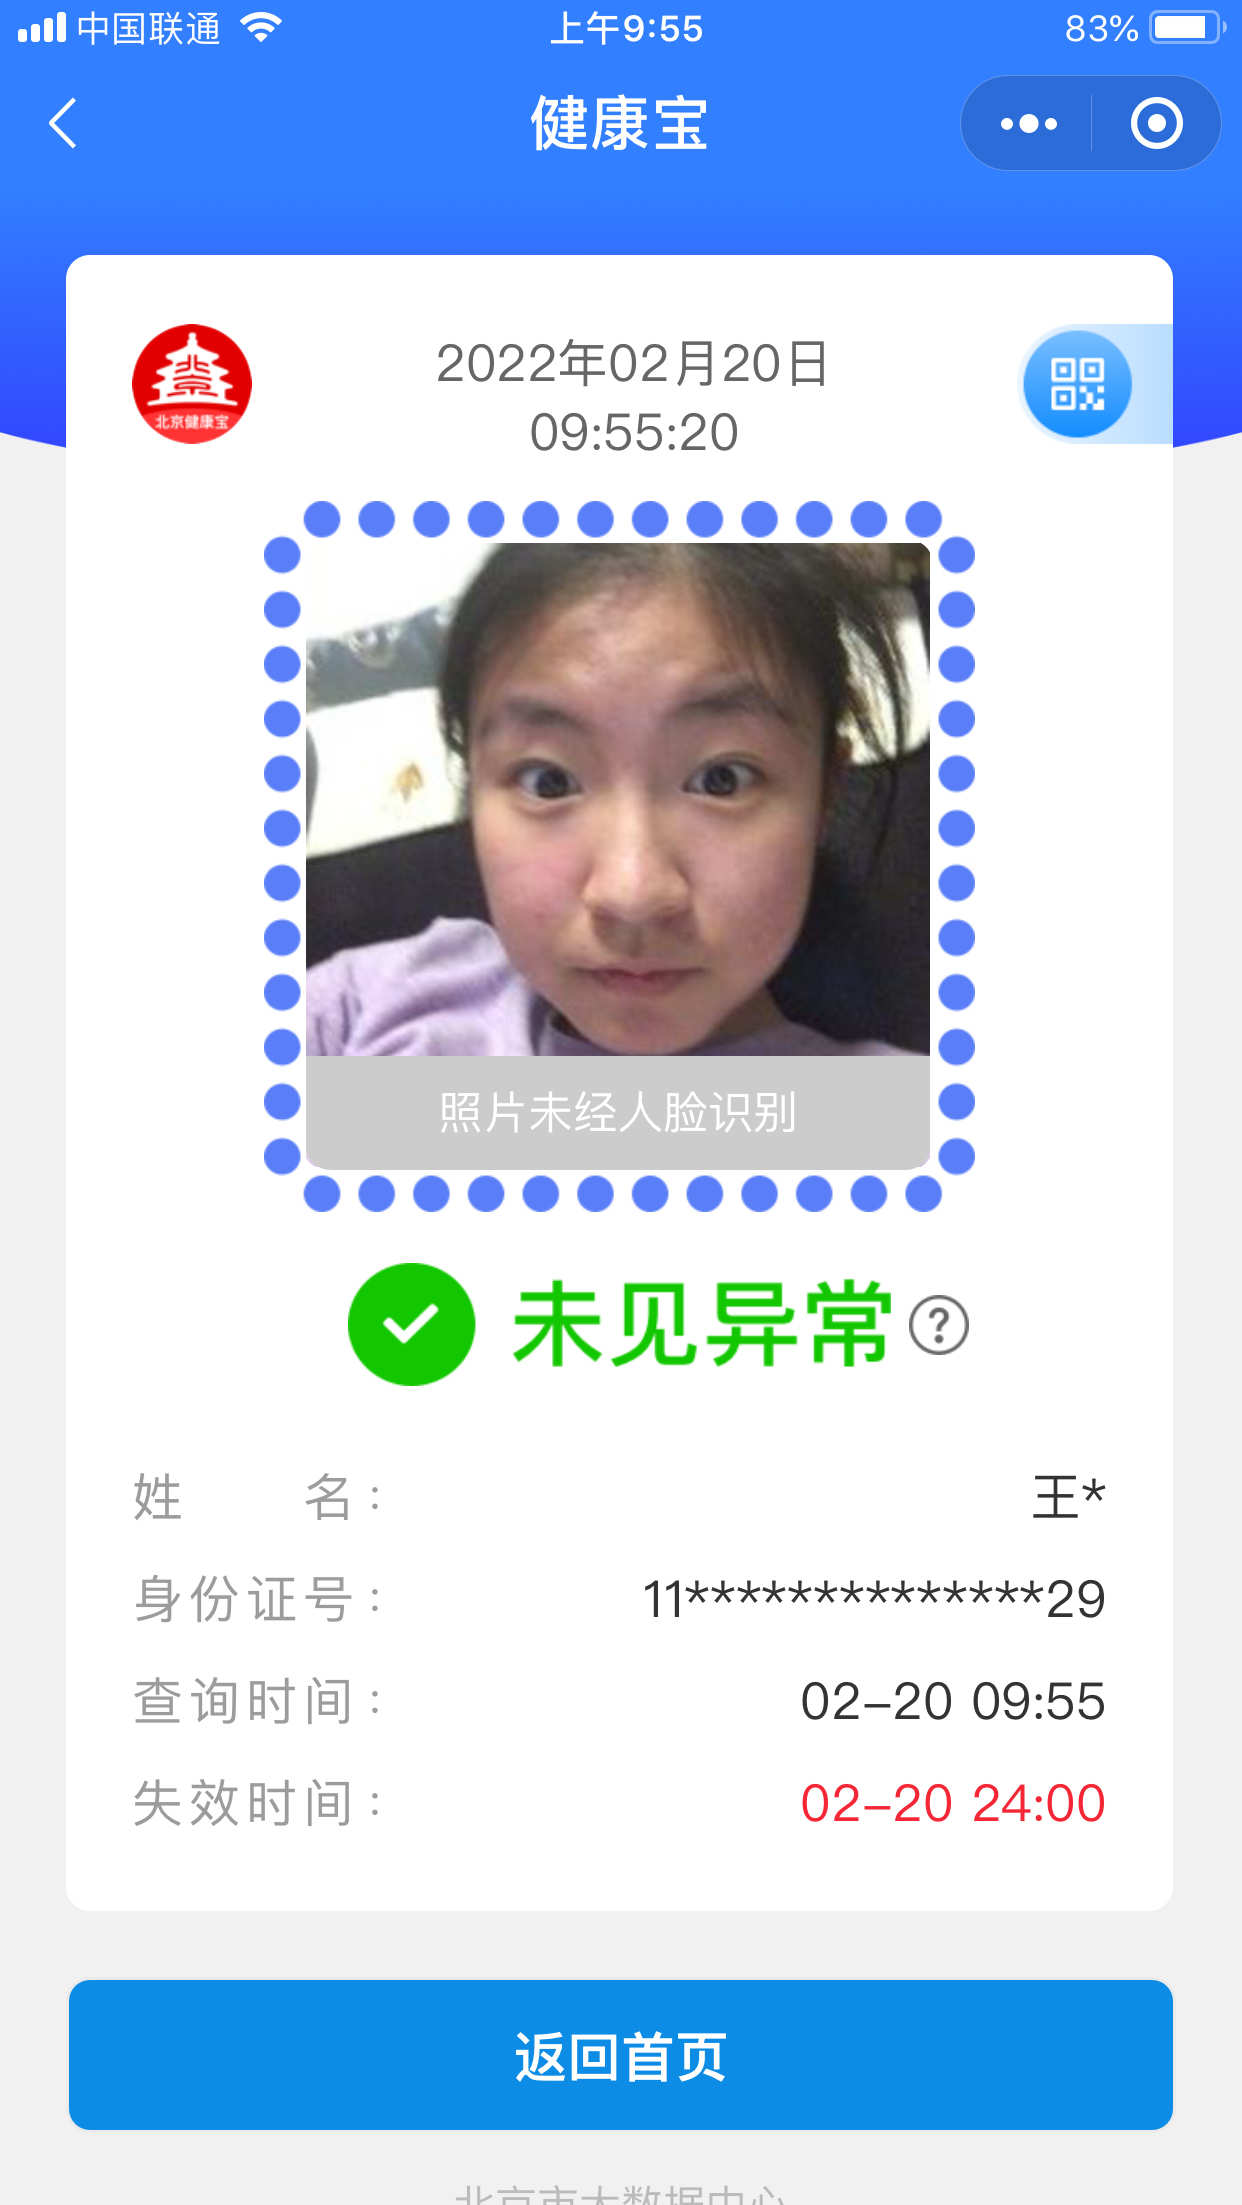 中国联通
上午9:55
83%
健康宝
2022年02月20日
09:55:20
北京健康宝
照片未经人脸识别
未见异常
?
姓 名：
王*
身份证号：
11**************29
查询时间：
02-20 09:55
失效时间：
02-20 24:00
返回首页
北京市大数据中心